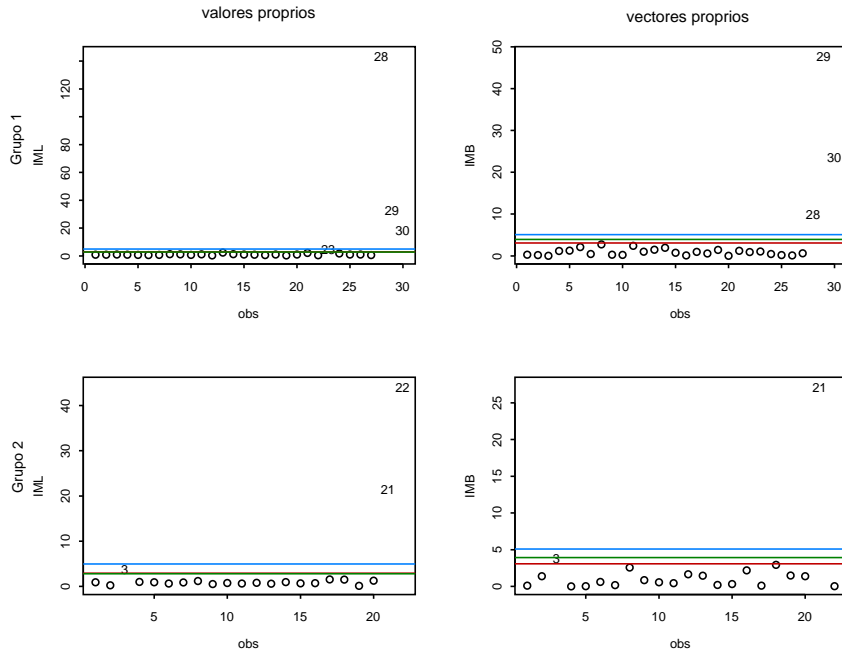 valores proprios
vectores proprios
Grupo 1
IML
0 20 40 60 80 120
28
29
30
23
0 5 10 15 20 25 30
obs
IMB
0 10 20 30 40 50
29
30
28
0 5 10 15 20 25 30
obs
Grupo 2
IML
0 10 20 30 40
22
21
3
5 10 15 20
obs
IMB
0 5 10 15 20 25
21
3
5 10 15 20
obs